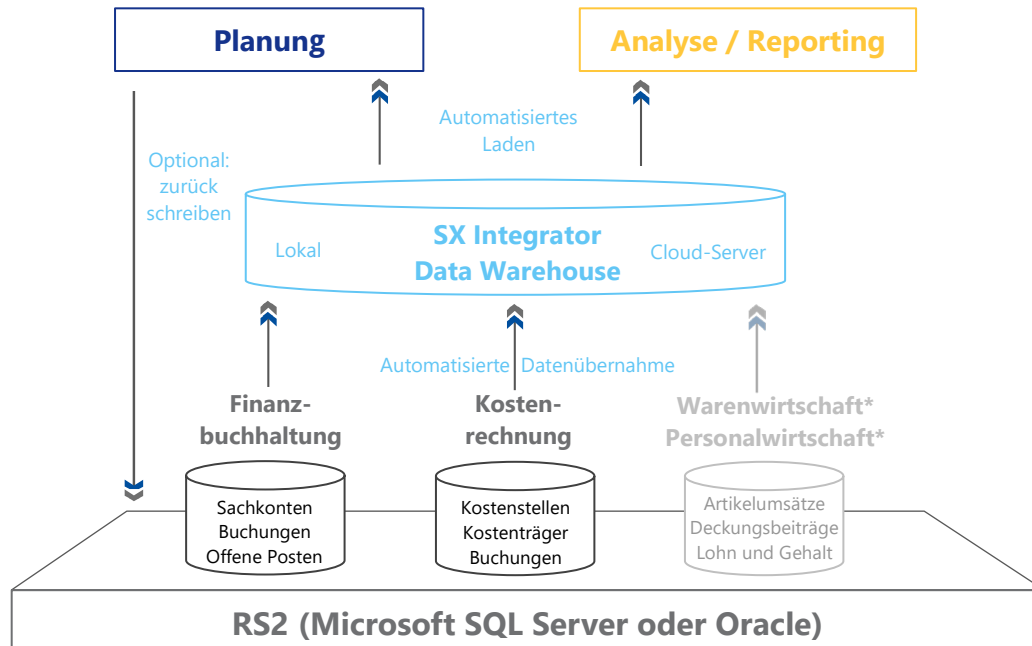 Planung
Analyse / Reporting
Automatisiertes
Laden
Optional:
zurück
schreiben
SX Integrator
Data Warehouse
Lokal
Cloud-Server
Automatisierte Datenübernahme
Finanz-
buchhaltung
Kosten-
rechnung
Warenwirtschaft*
Personalwirtschaft*
Sachkonten
Buchungen
Offene Posten
Kostenstellen
Kostenträger
Buchungen
Artikelumsätze
Deckungsbeiträge
Lohn und Gehalt
RS2 (Microsoft SQL Server oder Oracle)